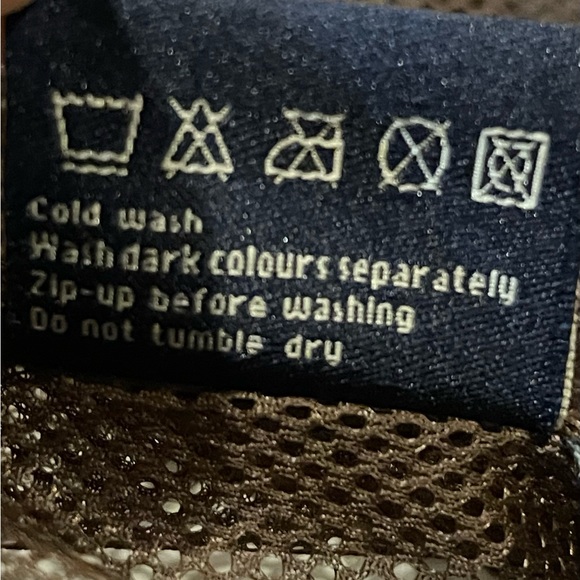 Cold wash
Wash dark colours separately
Zip-up before washing
Do not tumble dry